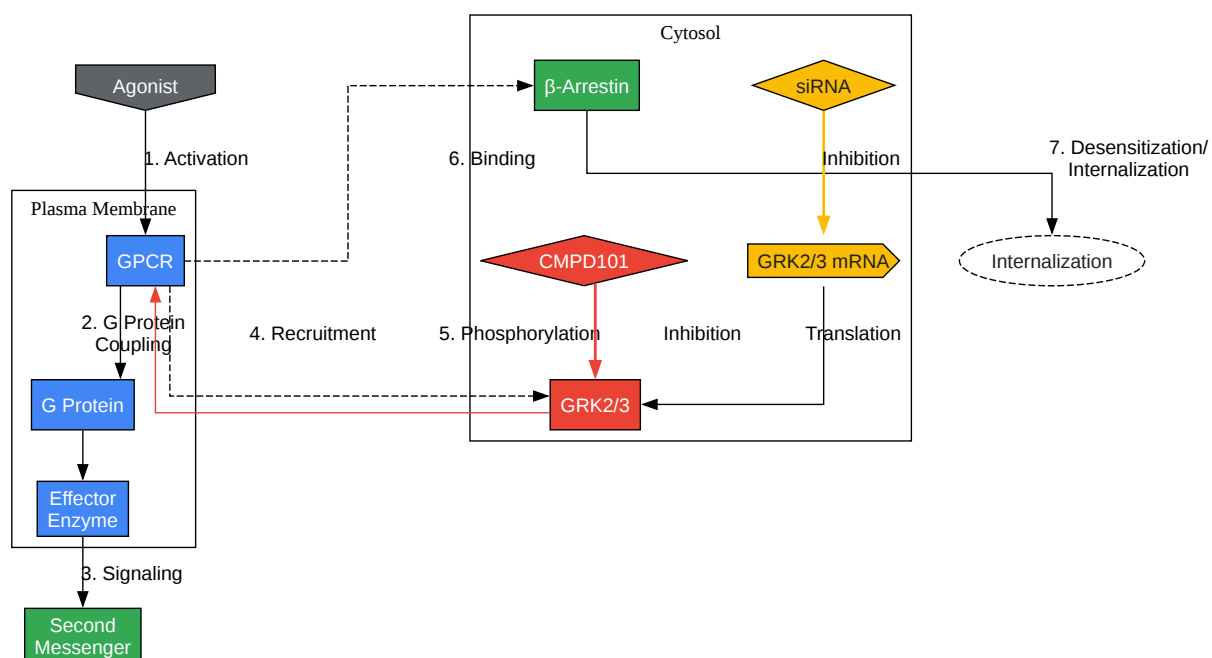 Cytosol
Agonist
β-Arrestin
siRNA
1. Activation
6. Binding
Inhibition
7. Desensitization/
Internalization
Plasma Membrane
GPCR
CMPD101
GRK2/3 mRNA
Internalization
2. G Protein
Coupling
4. Recruitment
5. Phosphorylation
Inhibition
Translation
G Protein
GRK2/3
Effector
Enzyme
3. Signaling
Second
Messenger